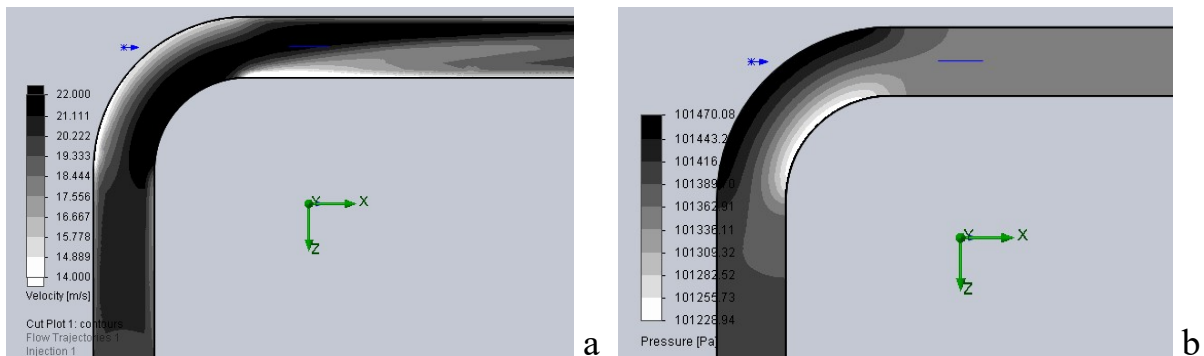 22.000
21.111
20.222
19.333
18.444
17.556
16.667
15.778
14.889
14.000
Velocity [m/s]
Cut Plot 1: contours
Flow Trajectories 1
Injection 1
Y X
Z
a
101470.08
101443.2
101416
101389.70
101362.91
101336.11
101309.32
101282.52
101255.73
101228.94
Pressure [Pa]
Y X
Z
b